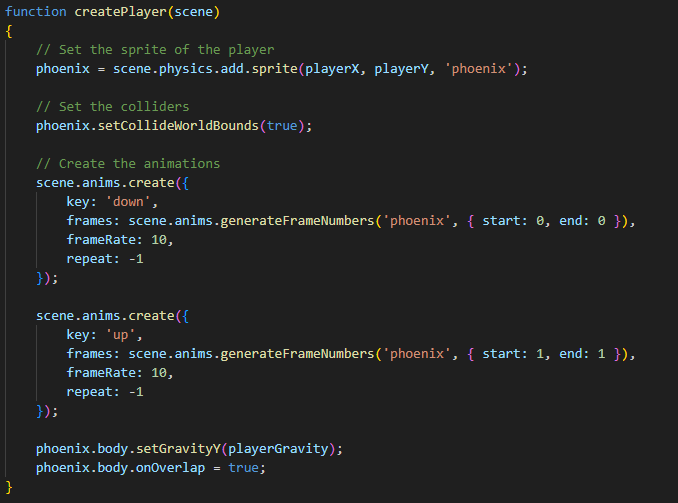 function createPlayer(scene)
{
    // Set the sprite of the player
    phoenix = scene.physics.add.sprite(playerX, playerY, 'phoenix');

    // Set the colliders
    phoenix.setCollideWorldBounds(true);

    // Create the animations
    scene.anims.create({
        key: 'down',
        frames: scene.anims.generateFrameNumbers('phoenix', { start: 0, end: 0 }),
        frameRate: 10,
        repeat: -1
    });

    scene.anims.create({
        key: 'up',
        frames: scene.anims.generateFrameNumbers('phoenix', { start: 1, end: 1 }),
        frameRate: 10,
        repeat: -1
    });

    phoenix.body.setGravityY(playerGravity);
    phoenix.body.onOverlap = true;
}